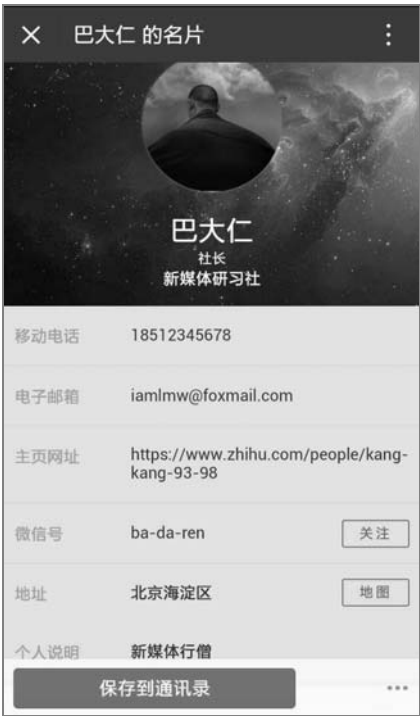 巴大仁 的名片
巴大仁
社长
新媒体研习社
移动电话 18512345678
电子邮箱 iamlmw@foxmail.com
主页网址 https://www.zhihu.com/people/kang-
kang-93-98
微信号 ba-da-ren 关注
地址 北京海淀区 地图
个人说明 新媒体行僧
保存到通讯录